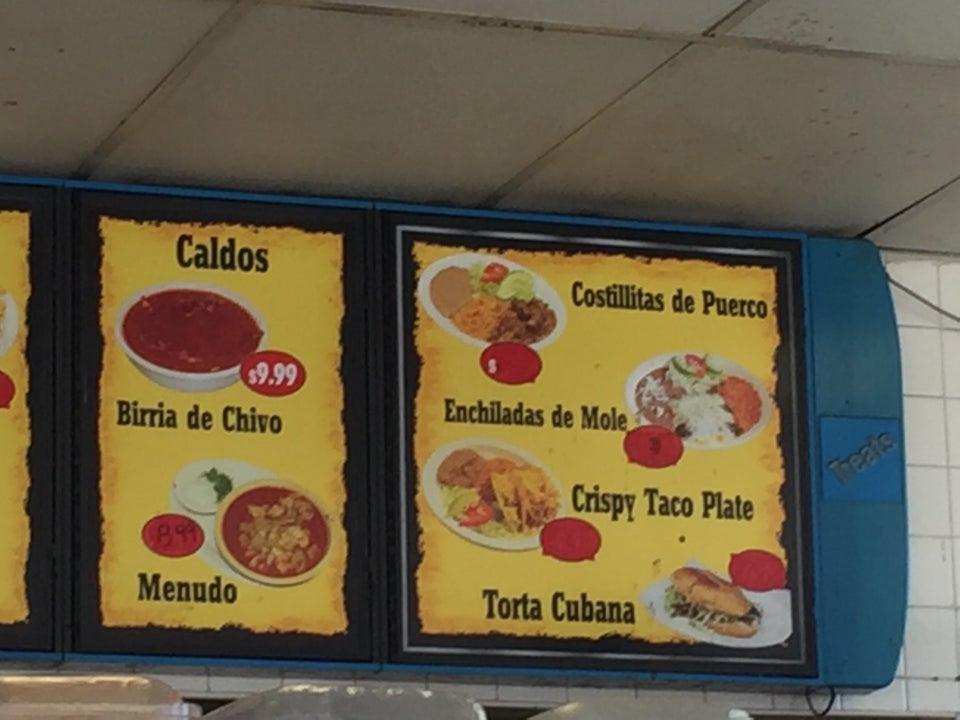 Caldos
$9.99
Birria de Chivo
8.99
Menudo
Costillitas de Puerco
$
Enchiladas de Mole
Crispy Taco Plate
Torta Cubana
Treats